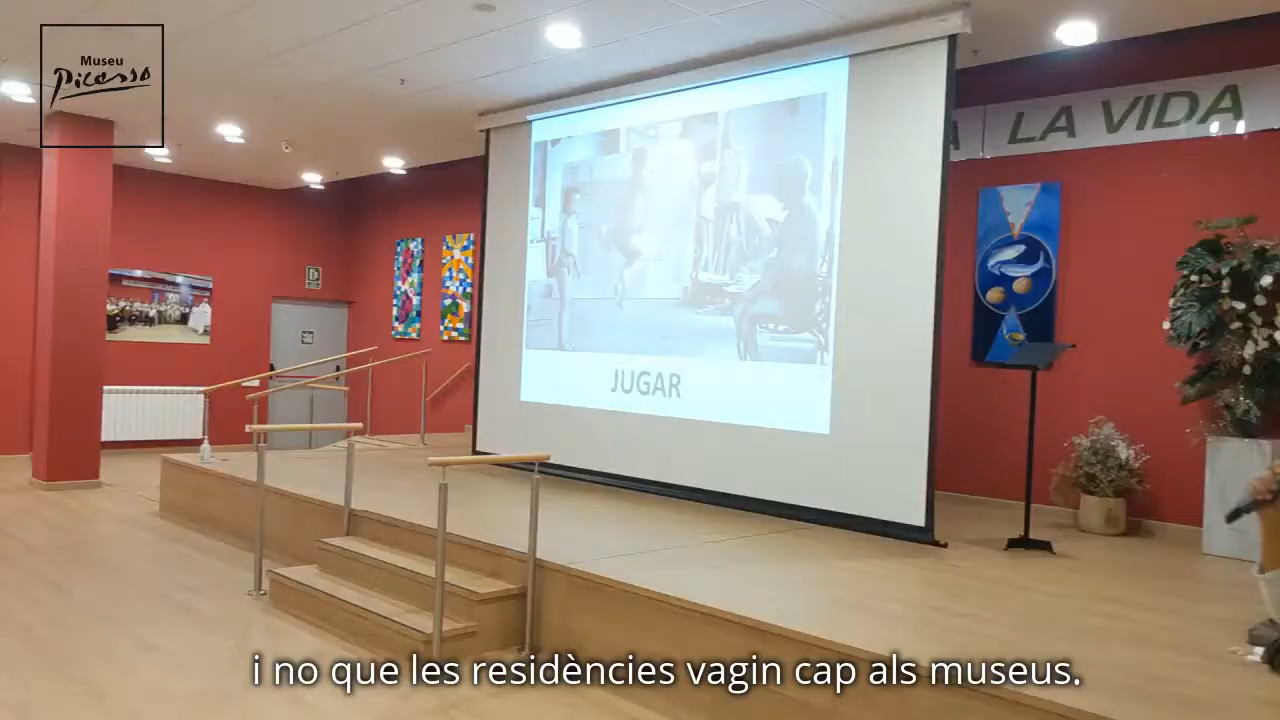 Museu
Picasso
LA VIDA
JUGAR
i no que les residències vagin cap als museus.